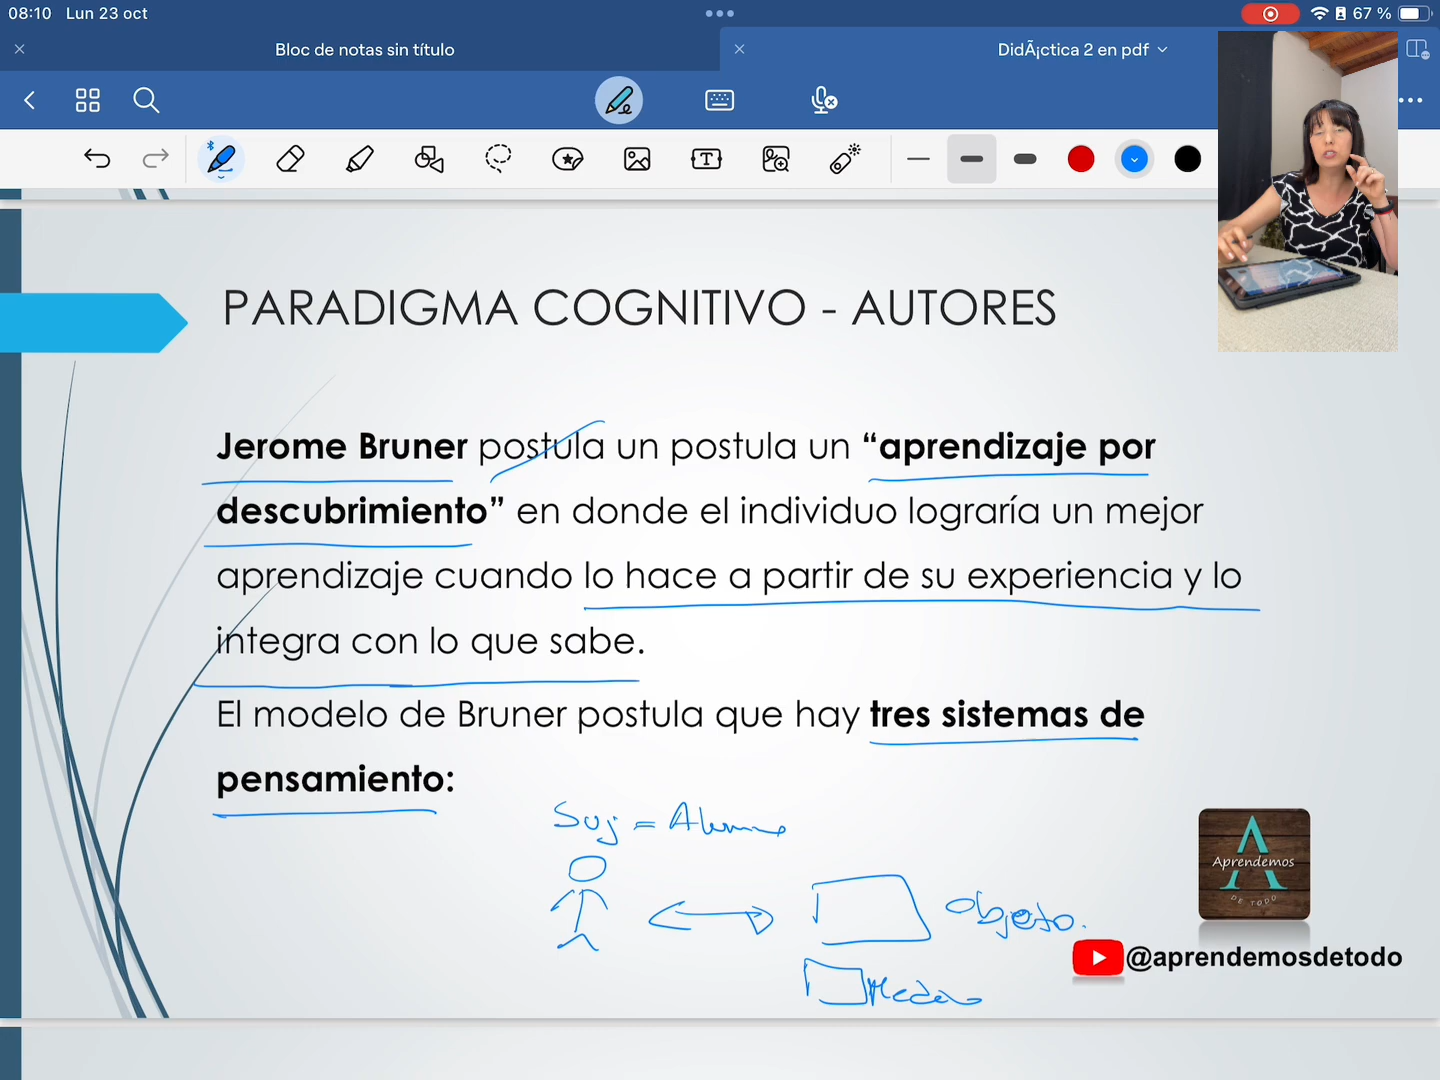 08:10 Lun 23 oct
67 %
Bloc de notas sin título
DidÃ¡ctica 2 en pdf
PARADIGMA COGNITIVO - AUTORES
Jerome Bruner postula un postula un “aprendizaje por
descubrimiento” en donde el individuo lograría un mejor
aprendizaje cuando lo hace a partir de su experiencia y lo
integra con lo que sabe.
El modelo de Bruner postula que hay tres sistemas de
pensamiento:
Suj = Alumno
Objeto.
Aprendemos
DE TODO
@aprendemosdetodo